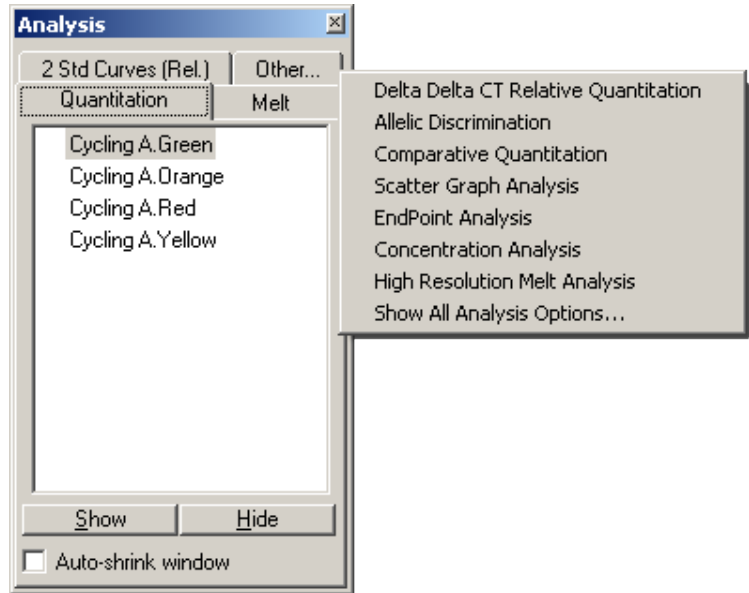 Analysis
2 Std Curves (Rel.) Other...
Quantitation Melt
Cycling A.Green
Cycling A.Orange
Cycling A.Red
Cycling A.Yellow
Show Hide
Auto-shrink window
Delta Delta CT Relative Quantitation
Allelic Discrimination
Comparative Quantitation
Scatter Graph Analysis
EndPoint Analysis
Concentration Analysis
High Resolution Melt Analysis
Show All Analysis Options...